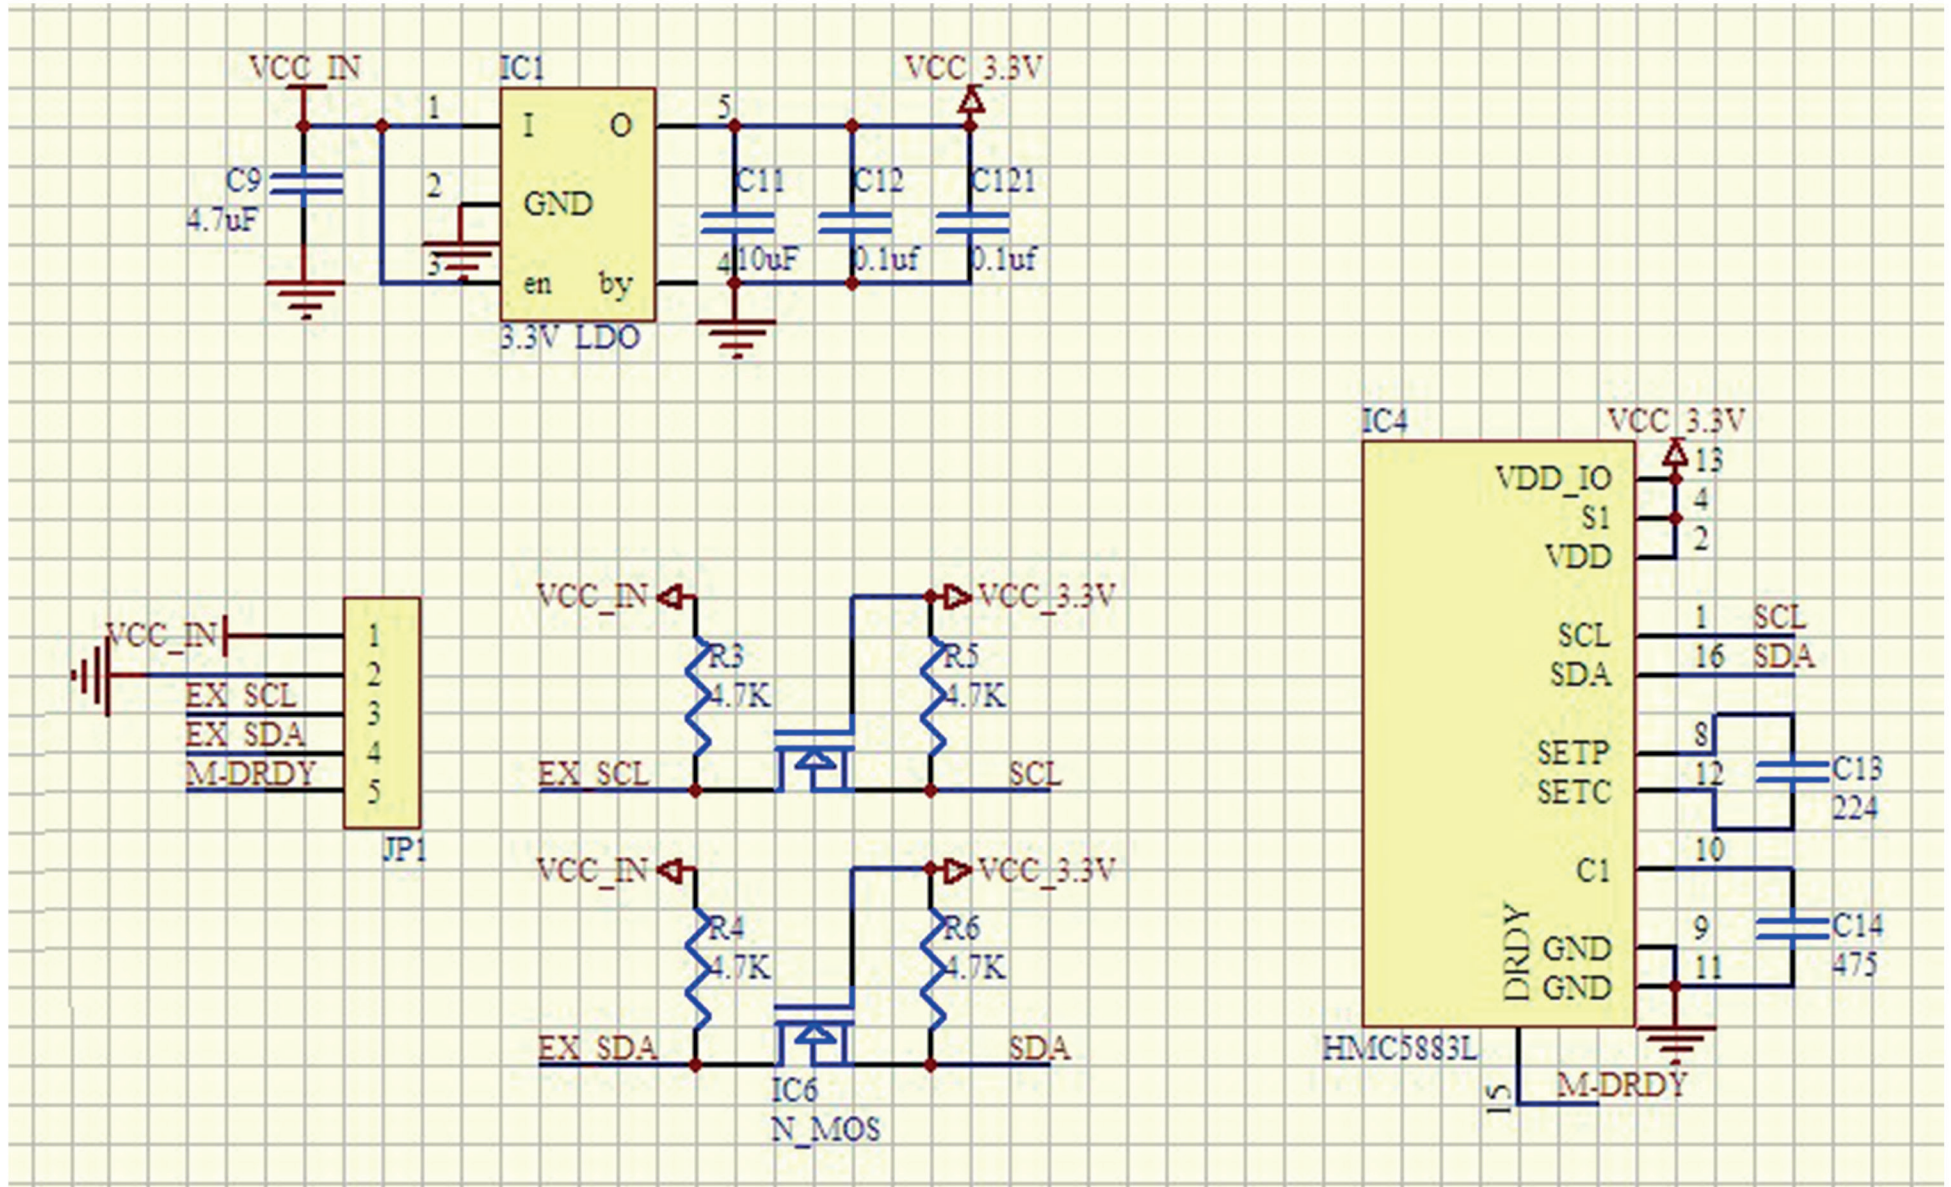 VCC_IN
IC1
VCC_3.3V
1
I
O
5
C9
4.7uF
2
GND
C11
C12
C121
3
en
by
4
10uF
0.1uf
0.1uf
3.3V LDO
IC4
VCC_3.3V
VDD_IO
13
S1
4
VDD
2
SCL
1
SCL
SDA
16
SDA
SETP
8
SETC
12
C13
224
C1
10
GND
9
C14
475
GND
11
DRDY
HMC5883L
15
M-DRDY
VCC_IN
1
2
EX_SCL
3
EX_SDA
4
M-DRDY
5
JP1
VCC_IN
VCC_3.3V
R3
4.7K
R5
4.7K
EX_SCL
SCL
VCC_IN
VCC_3.3V
R4
4.7K
R6
4.7K
EX_SDA
SDA
IC6
N_MOS